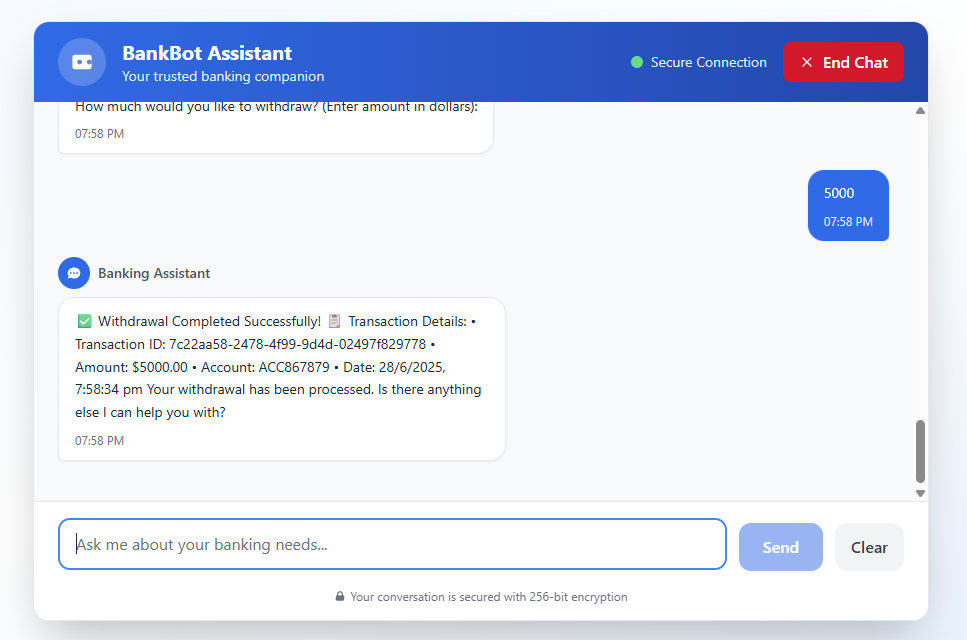 BankBot Assistant
Your trusted banking companion
Secure Connection
End Chat
How much would you like to withdraw? (Enter amount in dollars):
07:58 PM
5000
07:58 PM
Banking Assistant
✅ Withdrawal Completed Successfully! 📋 Transaction Details: •
Transaction ID: 7c22aa58-2478-4f99-9d4d-02497f829778 •
Amount: $5000.00 • Account: ACC867879 • Date: 28/6/2025,
7:58:34 pm Your withdrawal has been processed. Is there anything
else I can help you with?
07:58 PM
Ask me about your banking needs...
Send
Clear
Your conversation is secured with 256-bit encryption